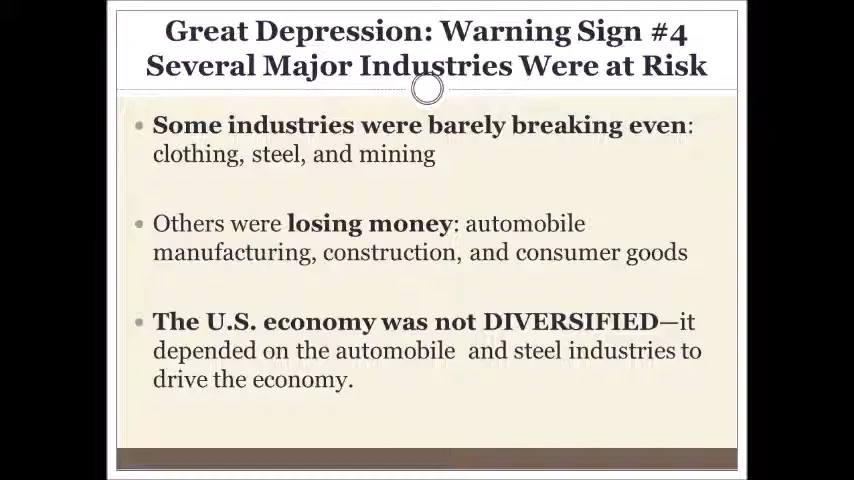 Great Depression: Warning Sign #4
Several Major Industries Were at Risk
• Some industries were barely breaking even:
clothing, steel, and mining
• Others were losing money: automobile
manufacturing, construction, and consumer goods
• The U.S. economy was not DIVERSIFIED—it
depended on the automobile and steel industries to
drive the economy.